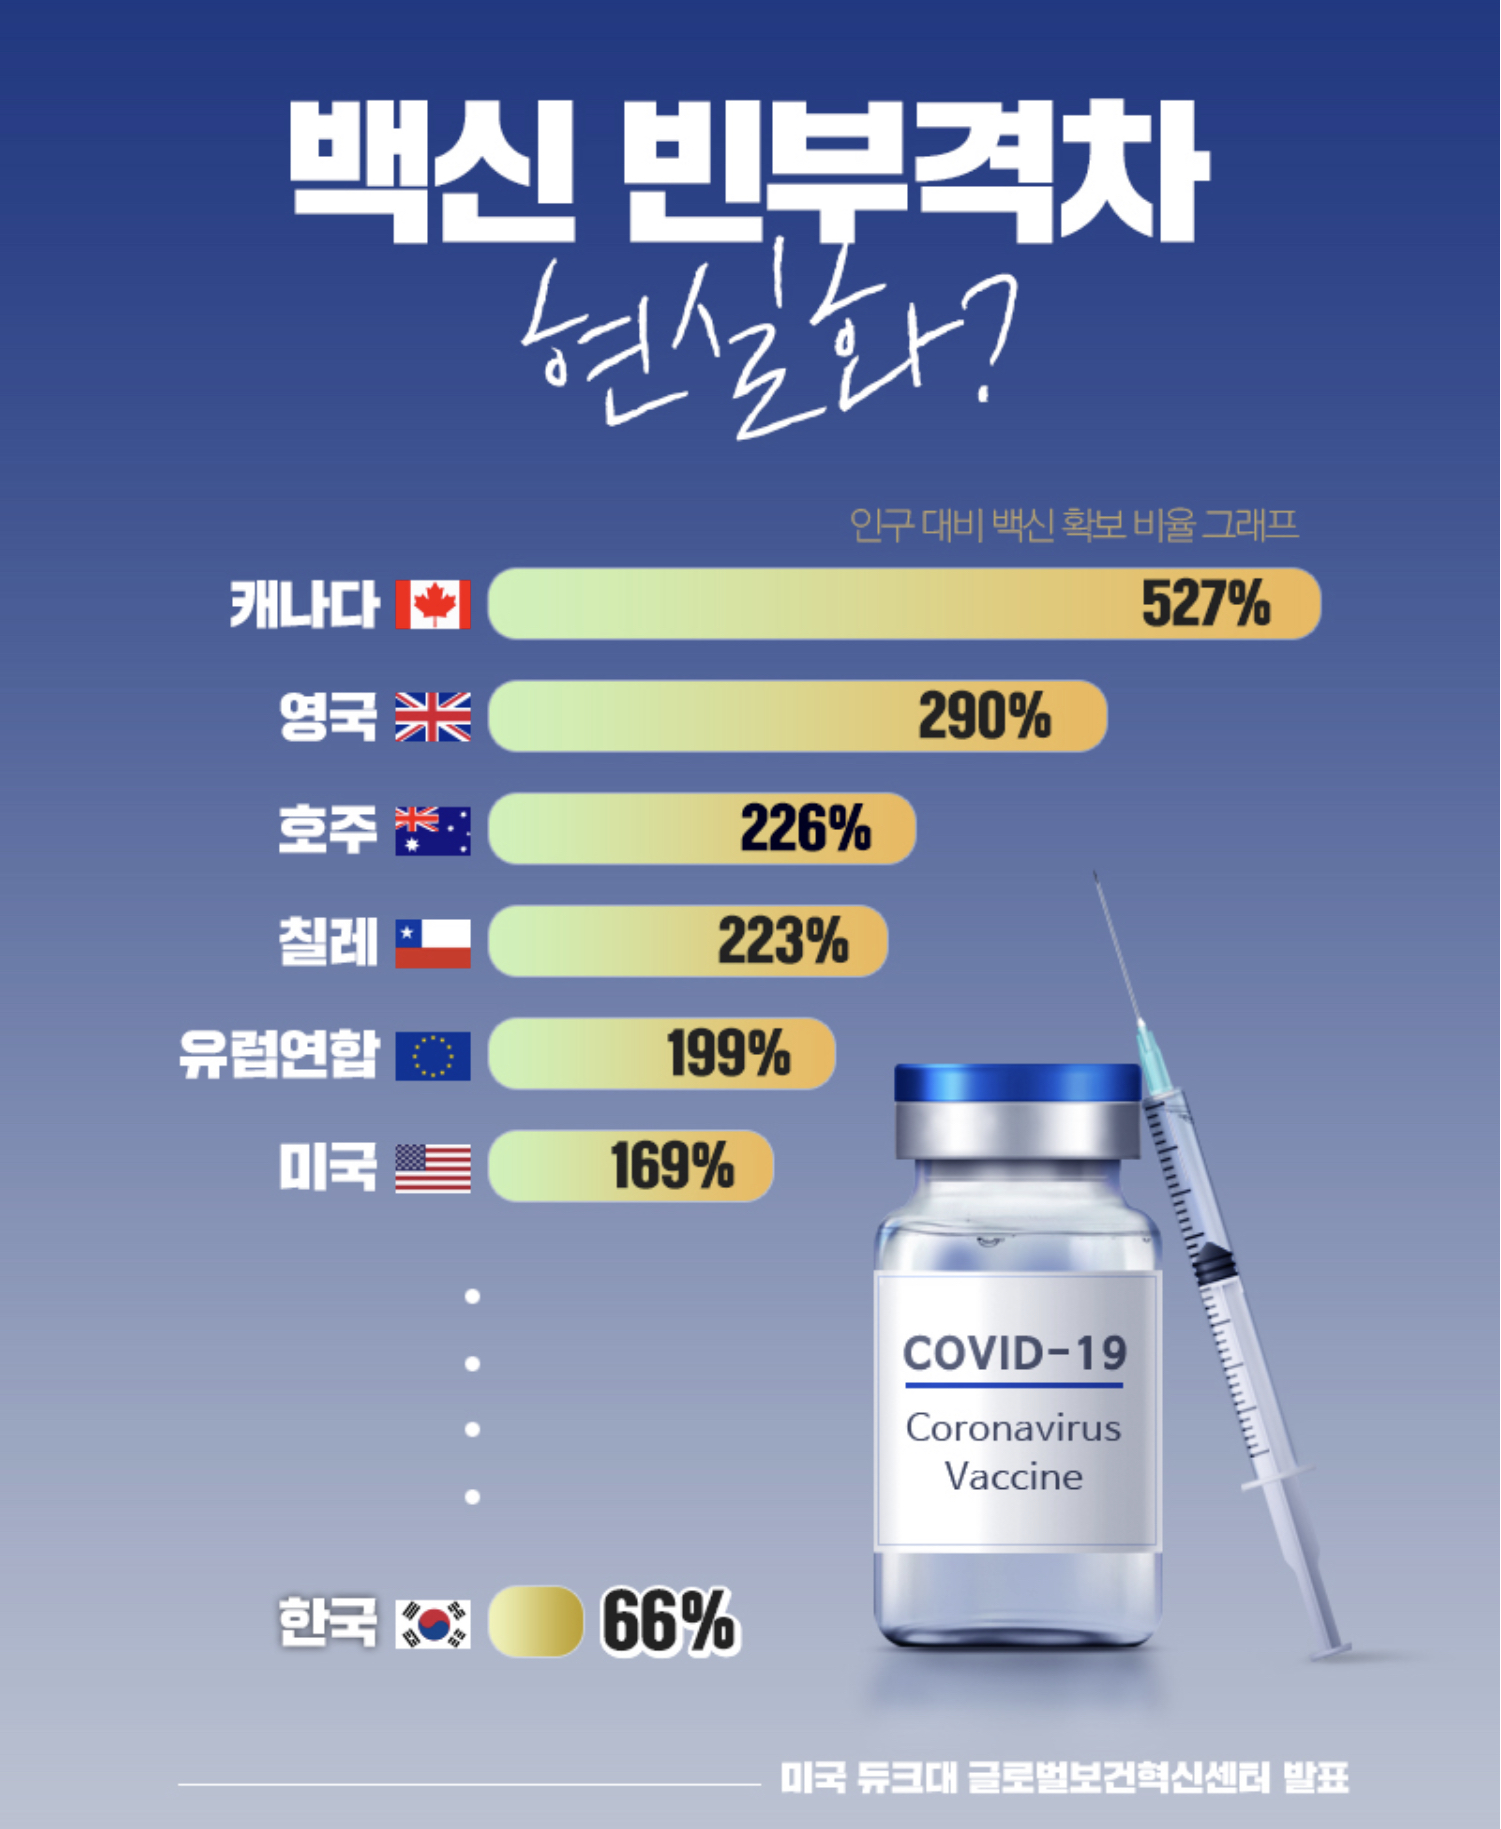 백신 빈부격차
현실화?
인구 대비 백신 확보 비율 그래프
캐나다 527%
영국 290%
호주 226%
칠레 223%
유럽연합 199%
미국 169%
COVID-19
Coronavirus
Vaccine
한국 66%
미국 듀크대 글로벌보건혁신센터 발표